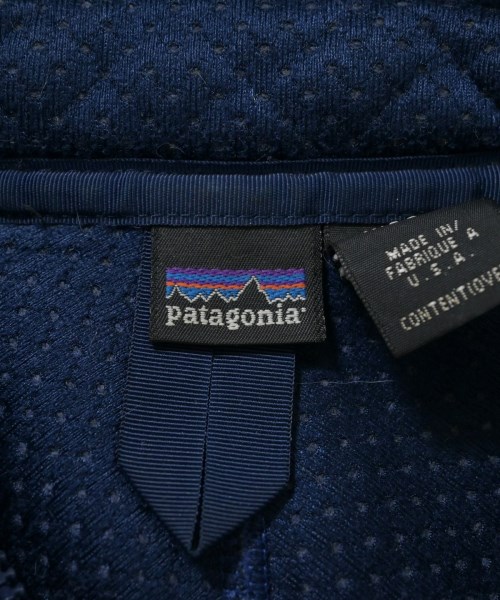 patagonia®
MADE IN/
FABRIQUE A
U.S.A.
CONTENT(OVE